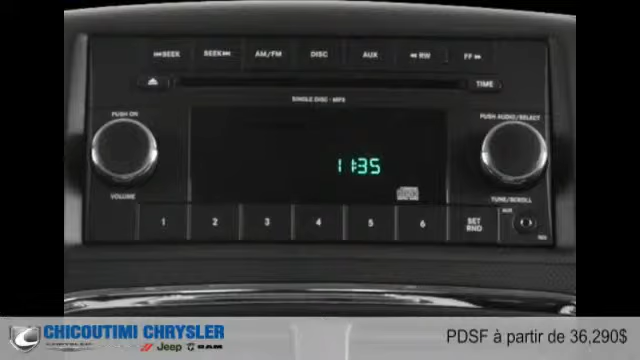 ⏮SEEK SEEK⏭ AM/FM DISC AUX ◂◂ RW FF ▸▸
TIME
SINGLE DISC - MP3
PUSH ON
PUSH AUDIO/SELECT
11:35
VOLUME
TUNE/SCROLL
1 2 3 4 5 6 SET RND AUX
CHICOUTIMI CHRYSLER
CHRYSLER Jeep RAM
PDSF à partir de 36,290$